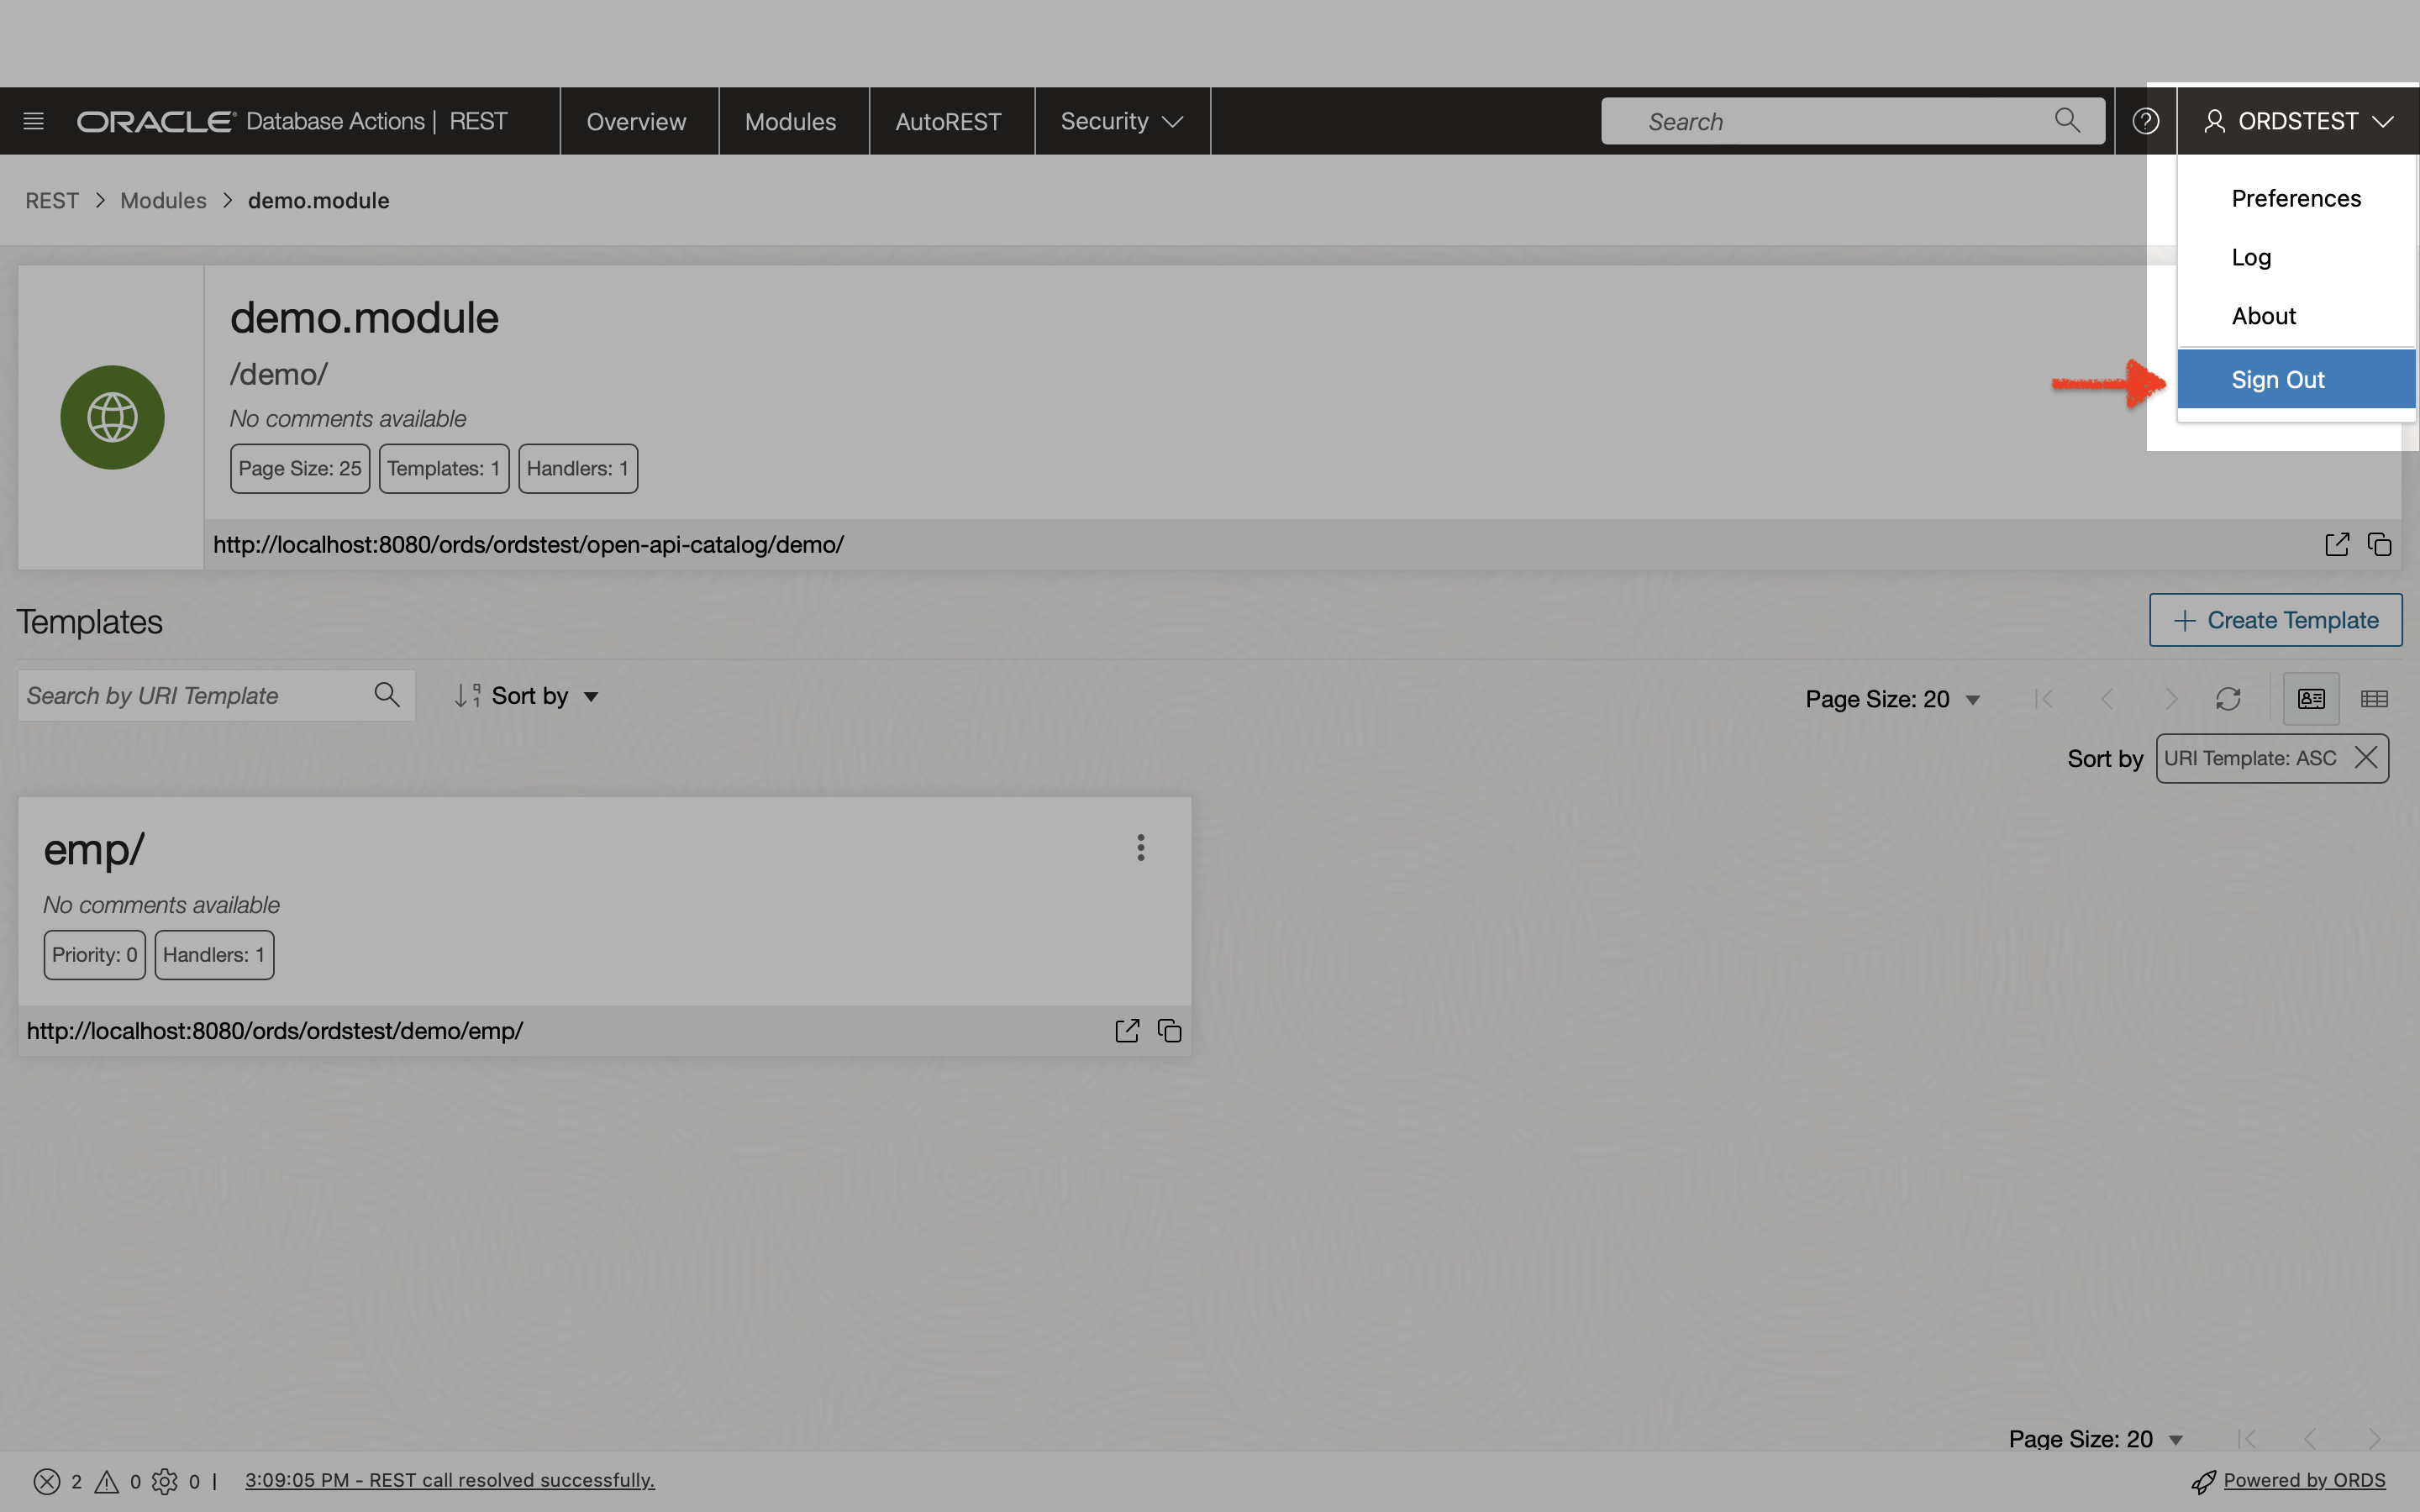 ORACLE Database Actions | REST
Overview
Modules
AutoREST
Security
Search
ORDSTEST
REST > Modules > demo.module
Preferences
Log
About
Sign Out
demo.module
/demo/
No comments available
Page Size: 25
Templates: 1
Handlers: 1
http://localhost:8080/ords/ordstest/open-api-catalog/demo/
Templates
+ Create Template
Search by URI Template
Sort by
Page Size: 20
Sort by
URI Template: ASC
emp/
No comments available
Priority: 0
Handlers: 1
http://localhost:8080/ords/ordstest/demo/emp/
Page Size: 20
2 0 0 | 3:09:05 PM - REST call resolved successfully.
Powered by ORDS